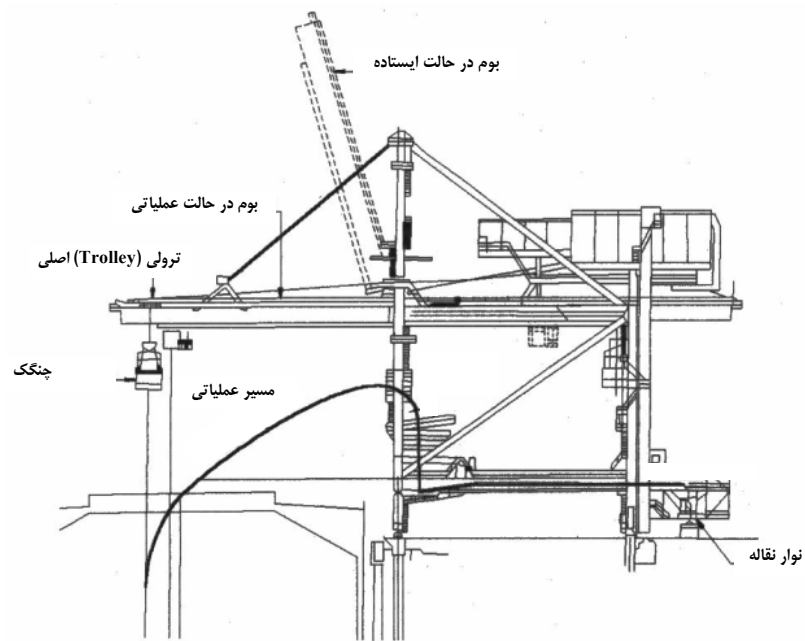 بوم در حالت ایستاده
بوم در حالت عملیاتی
ترولی (Trolley) اصلی
چنگک
مسیر عملیاتی
نوار نقاله